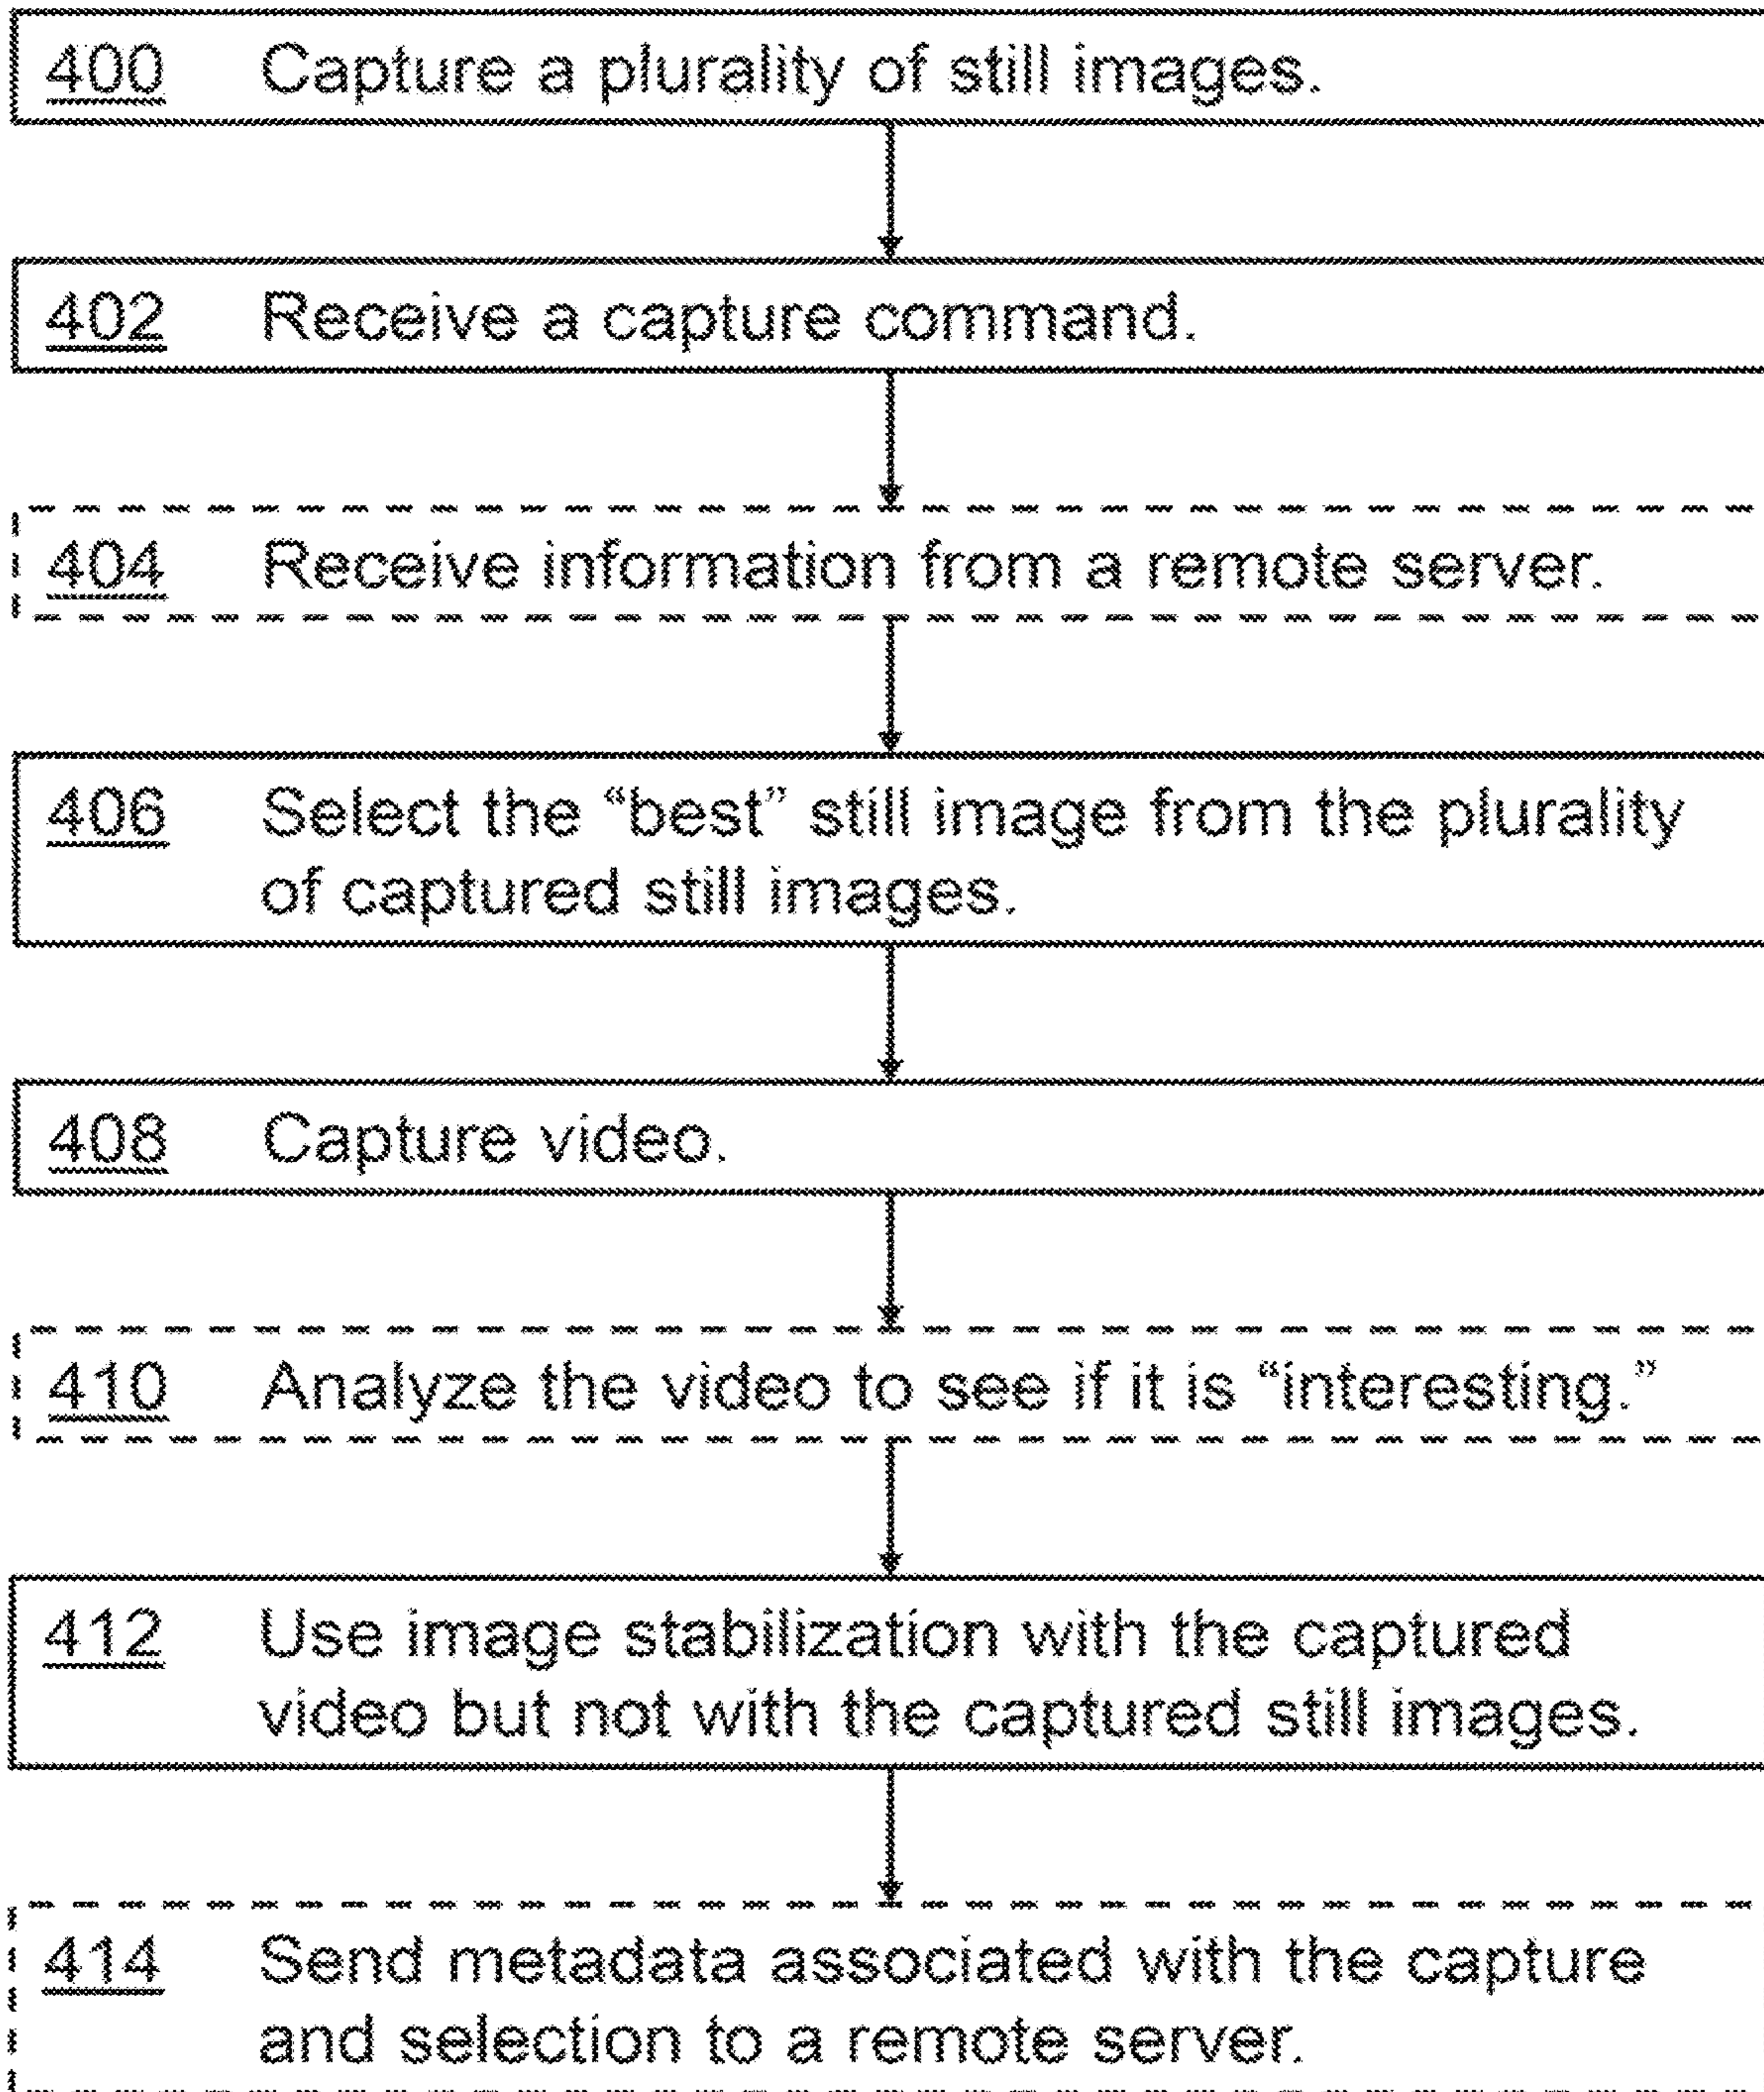 400 Capture a plurality of still images.
402 Receive a capture command.
404 Receive information from a remote server.
406 Select the “best” still image from the plurality
of captured still images.
408 Capture video.
410 Analyze the video to see if it is “interesting.”
412 Use image stabilization with the captured
video but not with the captured still images.
414 Send metadata associated with the capture
and selection to a remote server.